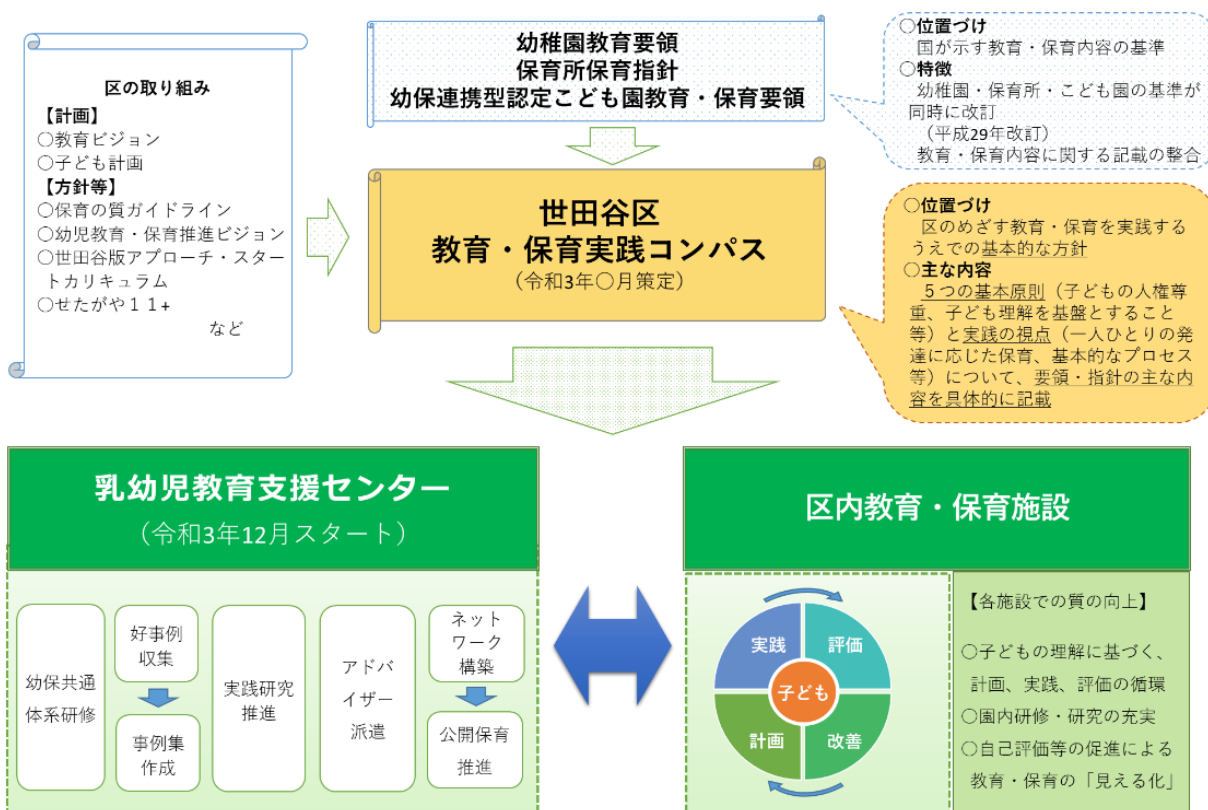 区の取り組み
【計画】
○教育ビジョン
○子ども計画
【方針等】
○保育の質ガイドライン
○幼児教育・保育推進ビジョン
○世田谷版アプローチ・スター
トカリキュラム
○せたがや１１+
など
幼稚園教育要領
保育所保育指針
幼保連携型認定こども園教育・保育要領
○位置づけ
国が示す教育・保育内容の基準
○特徴
幼稚園・保育所・こども園の基準が
同時に改訂
（平成29年改訂）
教育・保育内容に関する記載の整合
世田谷区
教育・保育実践コンパス
（令和3年〇月策定）
○位置づけ
区のめざす教育・保育を実践する
うえでの基本的な方針
○主な内容
５つの基本原則（子どもの人権尊
重、子ども理解を基盤とすること
等）と実践の視点（一人ひとりの発
達に応じた保育、基本的なプロセス
等）について、要領・指針の主な内
容を具体的に記載
乳幼児教育支援センター
（令和3年12月スタート）
幼保共通
体系研修
好事例
収集
事例集
作成
実践研究
推進
アドバ
イザー
派遣
ネット
ワーク
構築
公開保育
推進
区内教育・保育施設
実践
評価
子ども
計画
改善
【各施設での質の向上】
○子どもの理解に基づく、
計画、実践、評価の循環
○園内研修・研究の充実
○自己評価等の促進による
教育・保育の「見える化」